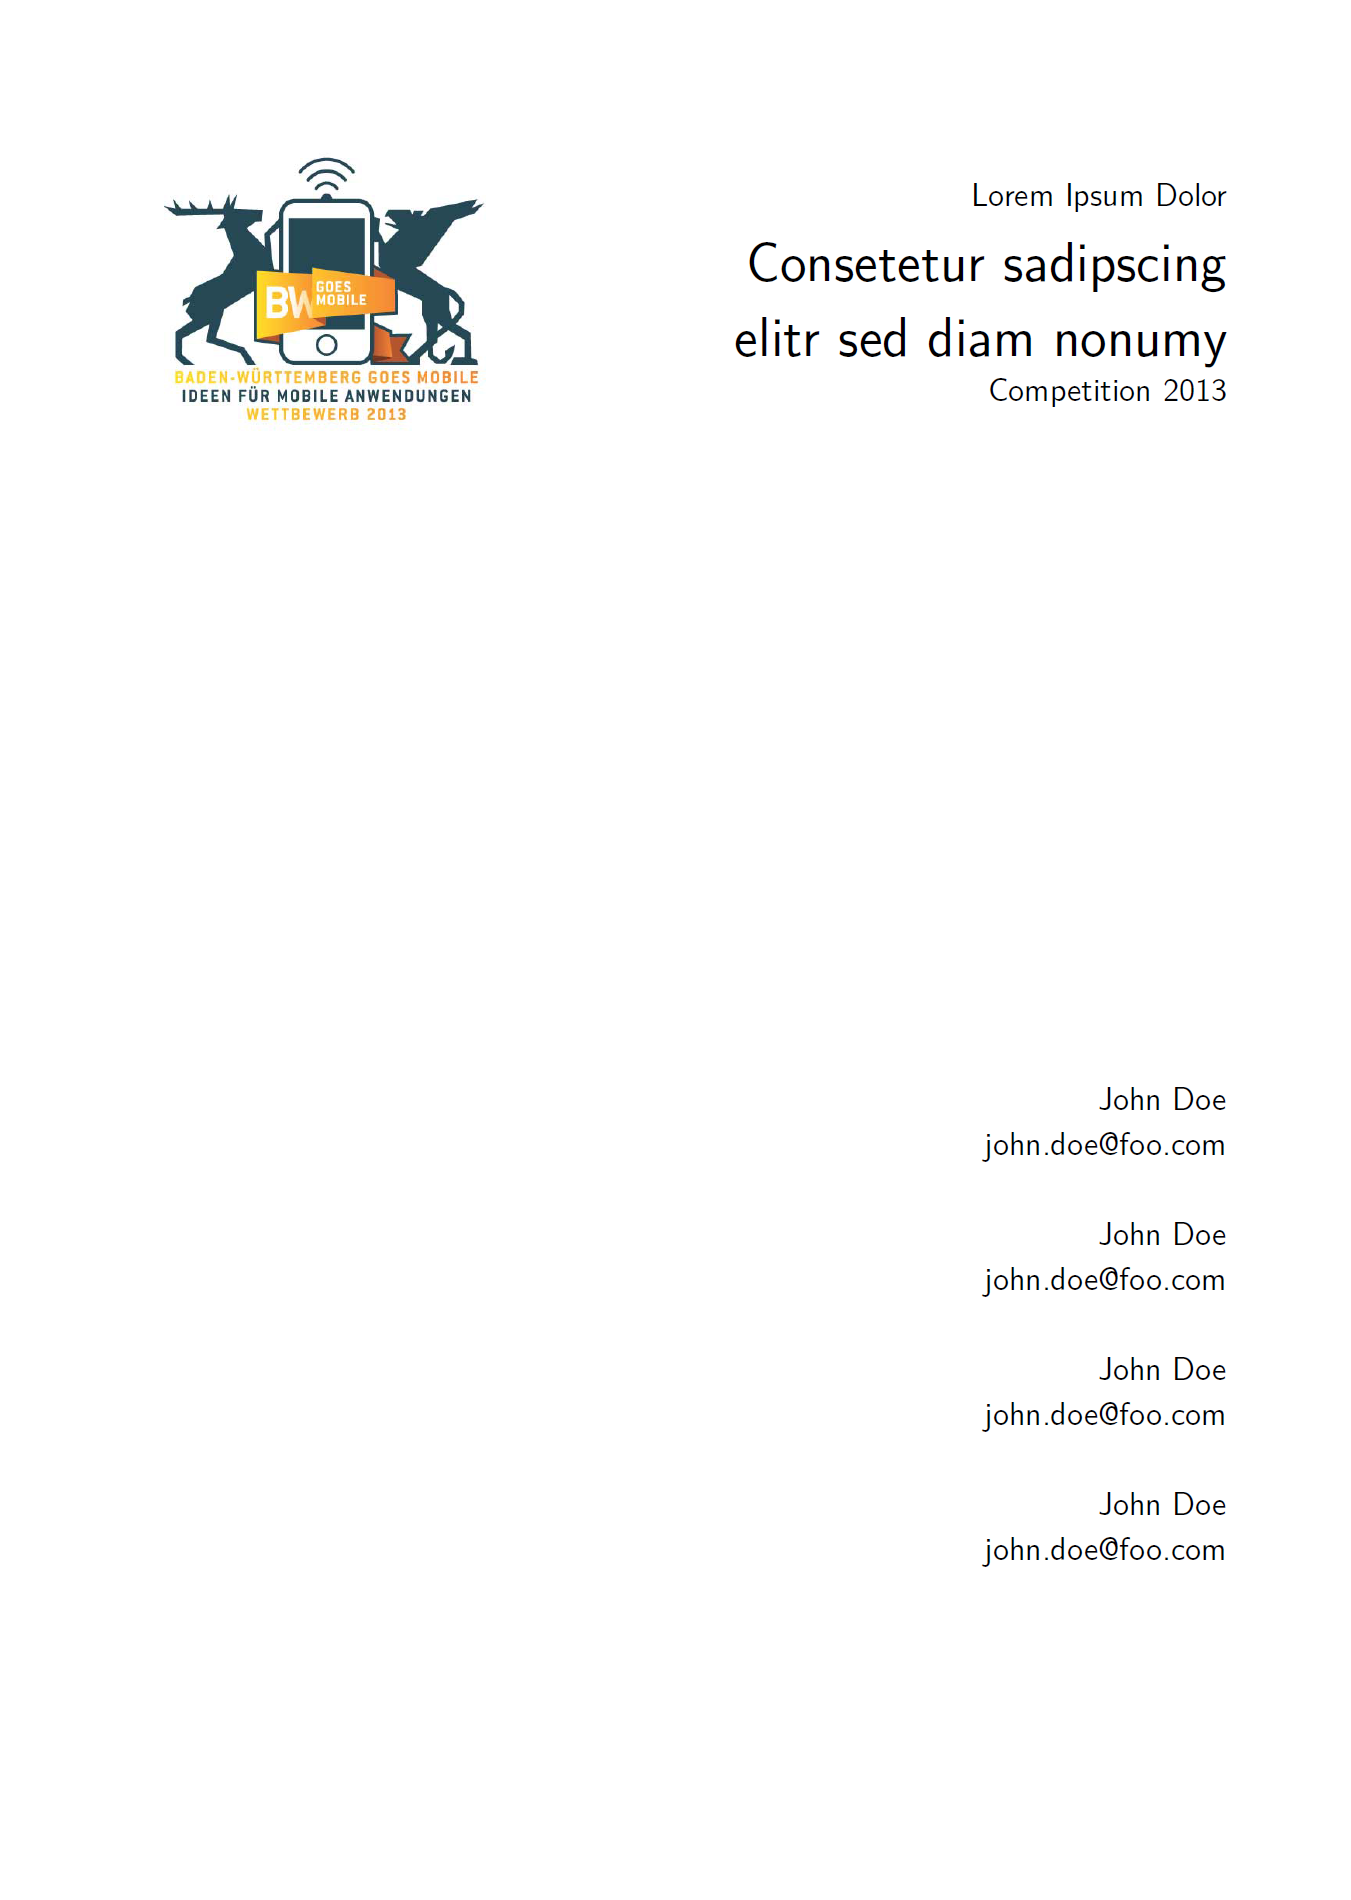 BW GOES
MOBILE
BADEN-WÜRTTEMBERG GOES MOBILE
IDEEN FÜR MOBILE ANWENDUNGEN
WETTBEWERB 2013
Lorem Ipsum Dolor
Consetetur sadipscing
elitr sed diam nonumy
Competition 2013
John Doe
john.doe@foo.com
John Doe
john.doe@foo.com
John Doe
john.doe@foo.com
John Doe
john.doe@foo.com